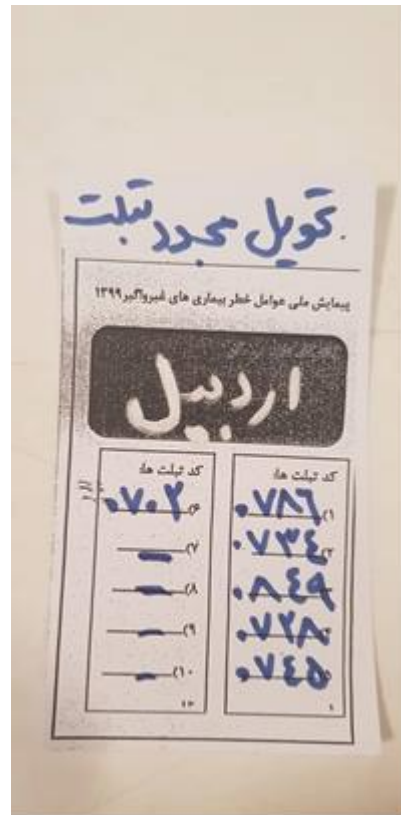 تحویل مجدد تبلت
پیمایش ملی عوامل خطر بیماری های غیرواگیر ۱۳۹۹
اردبیل
کد تبلت ها:
۱) ۰۷۸۶
۲) ۰۷۳۴
۰۸۴۹
۰۷۲۸
۰۷۴۵
کد تبلت ها:
۶) ۰۷۰۲
۷) -
۸) -
۹) -
۱۰) -